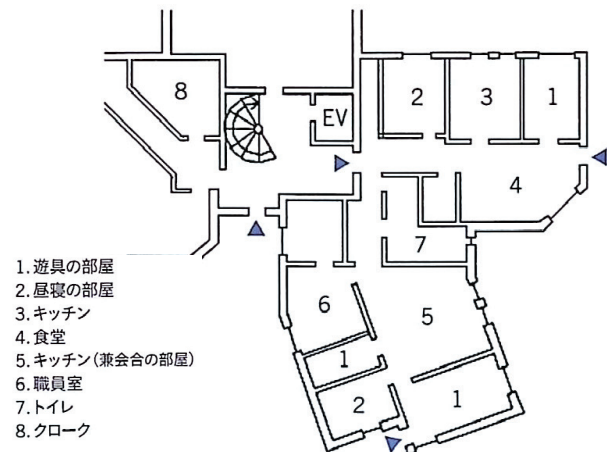 8
EV
2
3
1
4
7
6
5
1
2
1
1.遊具の部屋
2.昼寝の部屋
3.キッチン
4.食堂
5.キッチン(兼会合の部屋)
6.職員室
7.トイレ
8.クローク